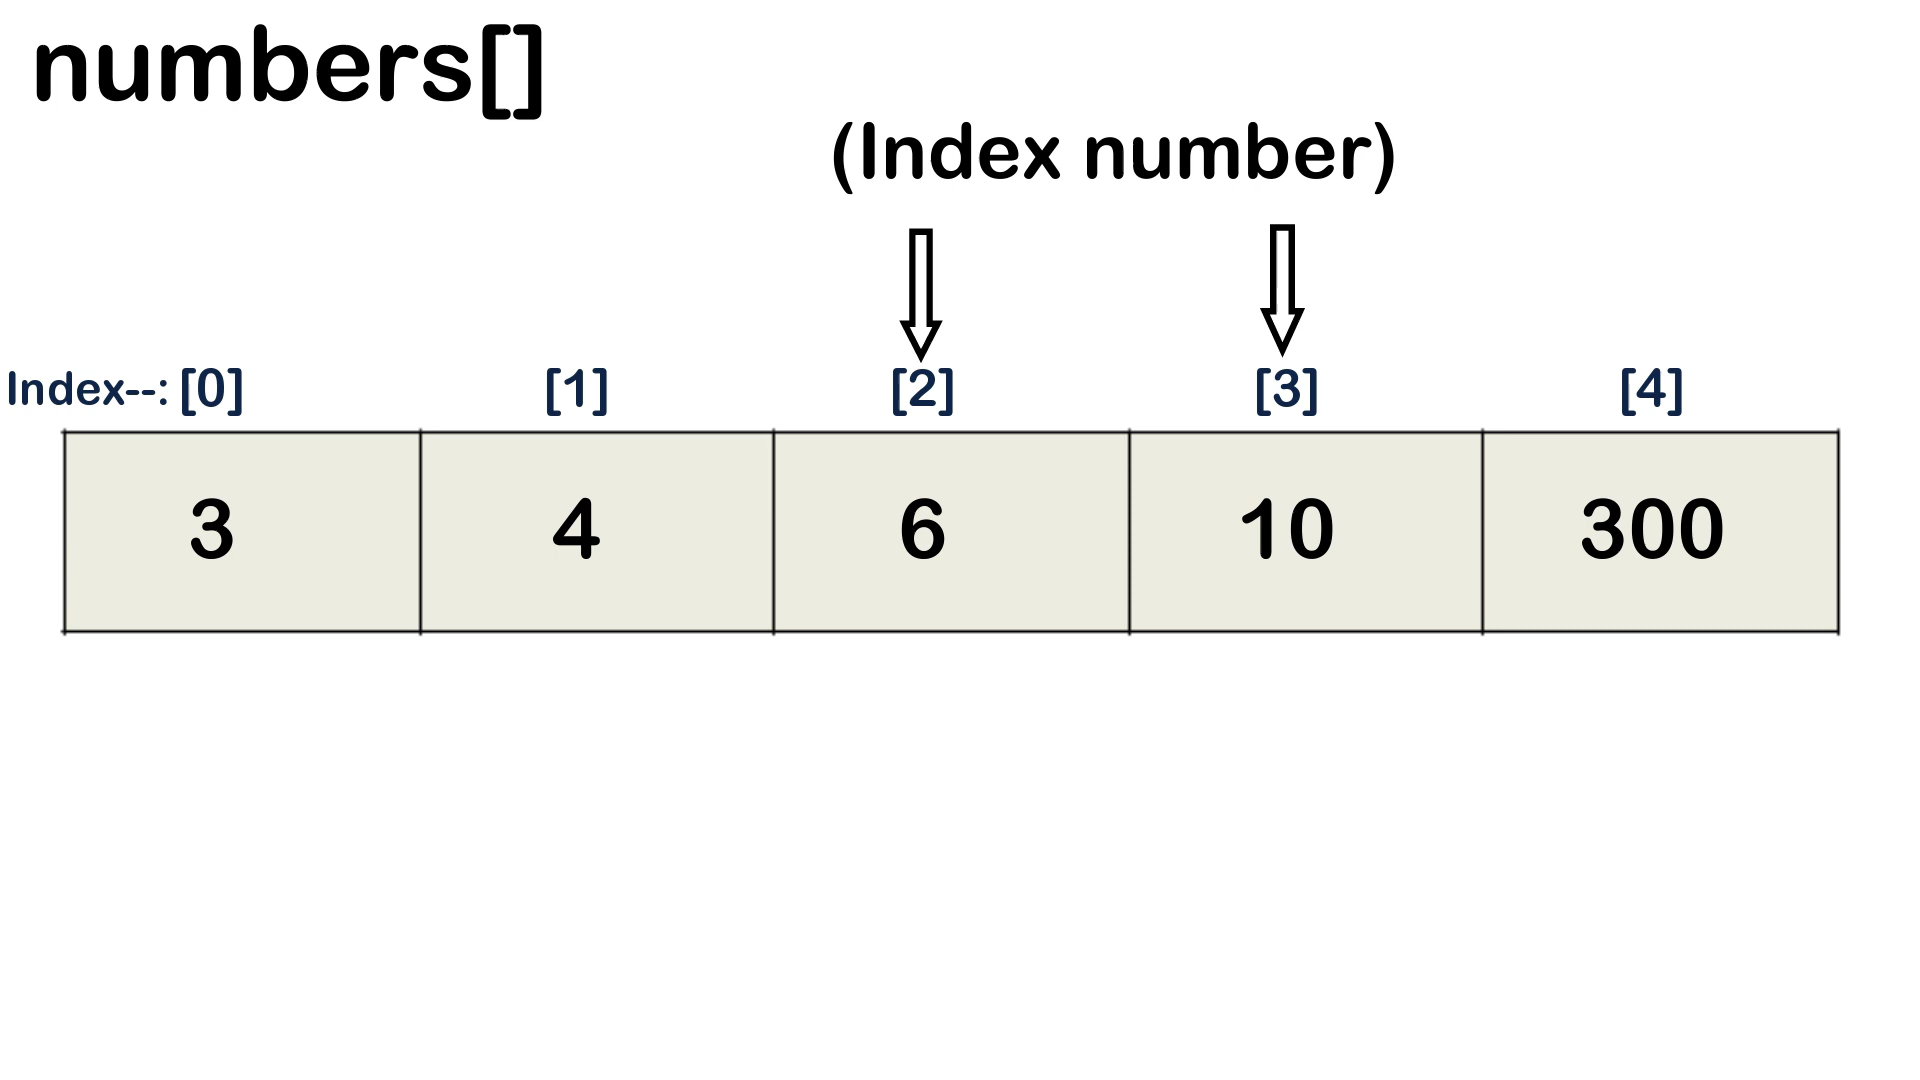 numbers[]
(Index number)
Index--: [0] [1] [2] [3] [4]
3 4 6 10 300